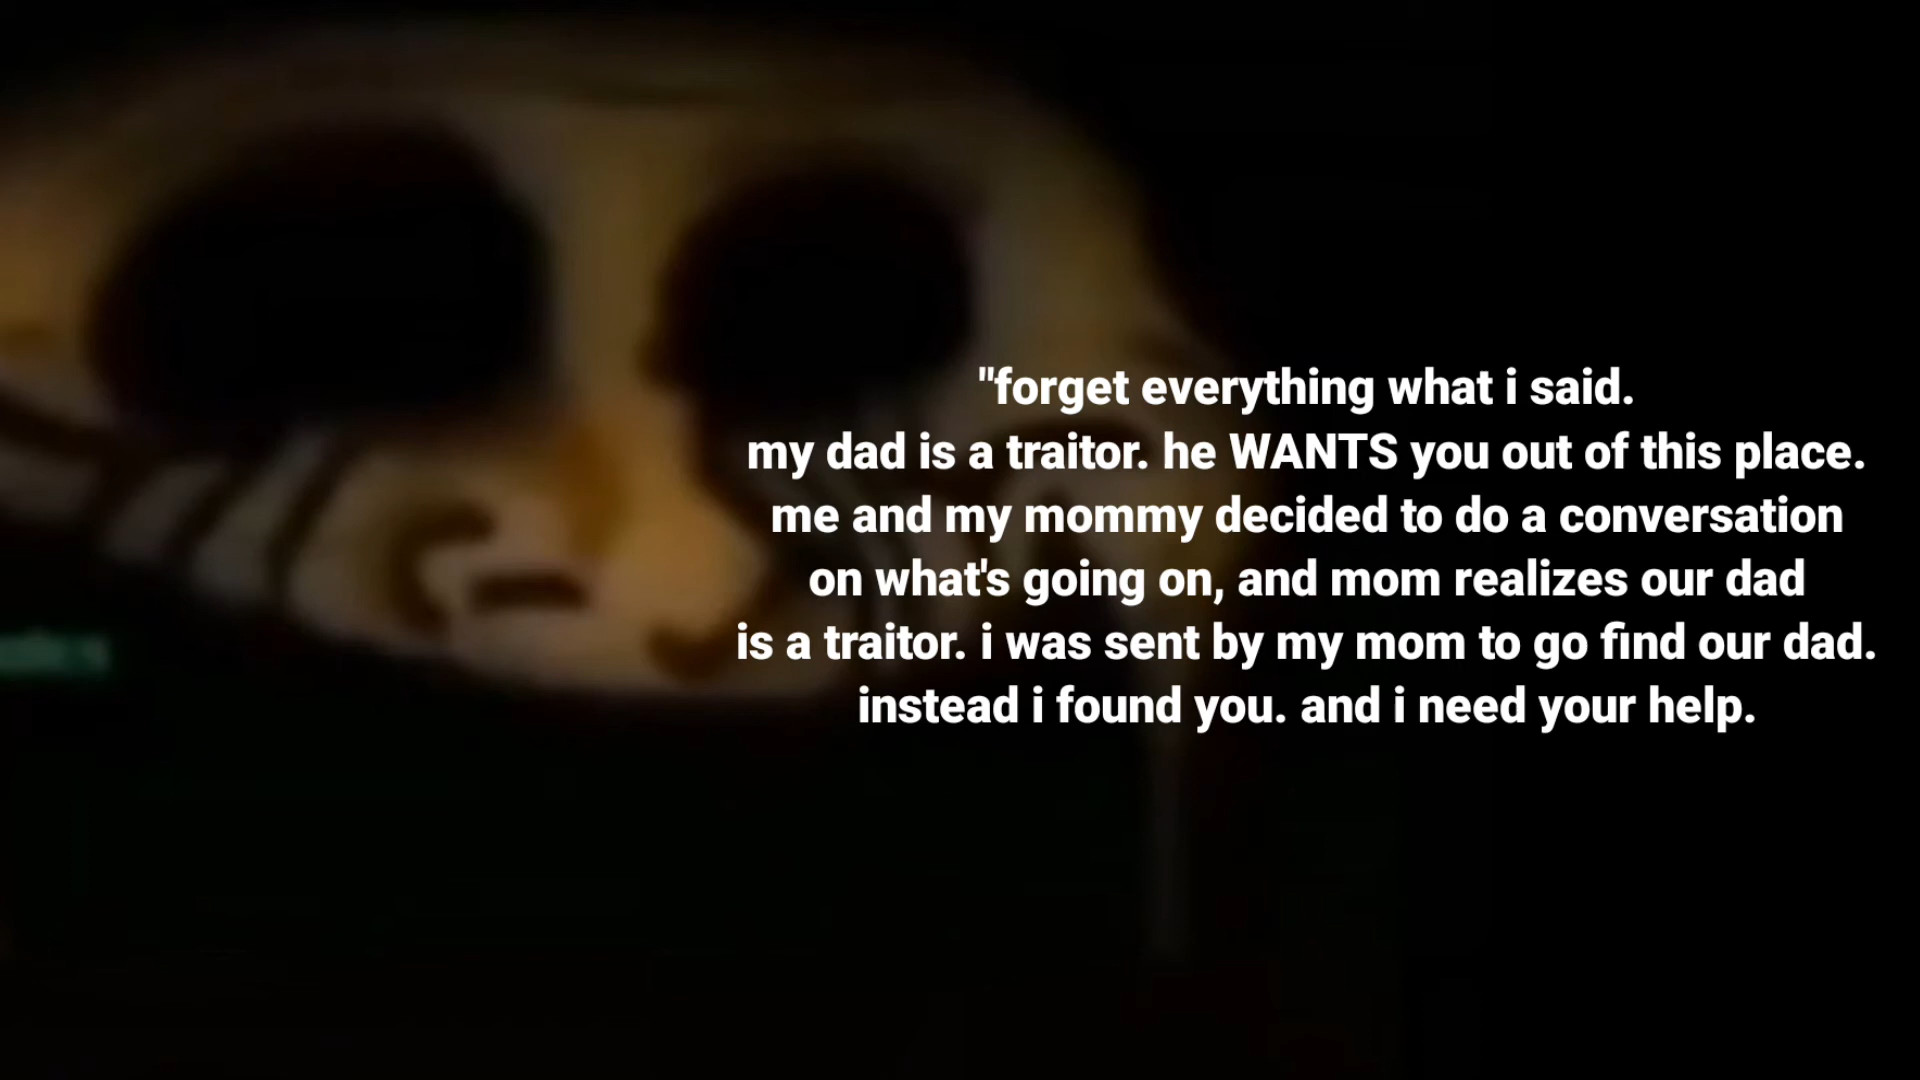 "forget everything what i said.
my dad is a traitor. he WANTS you out of this place.
me and my mommy decided to do a conversation
on what's going on, and mom realizes our dad
is a traitor. i was sent by my mom to go find our dad.
instead i found you. and i need your help.